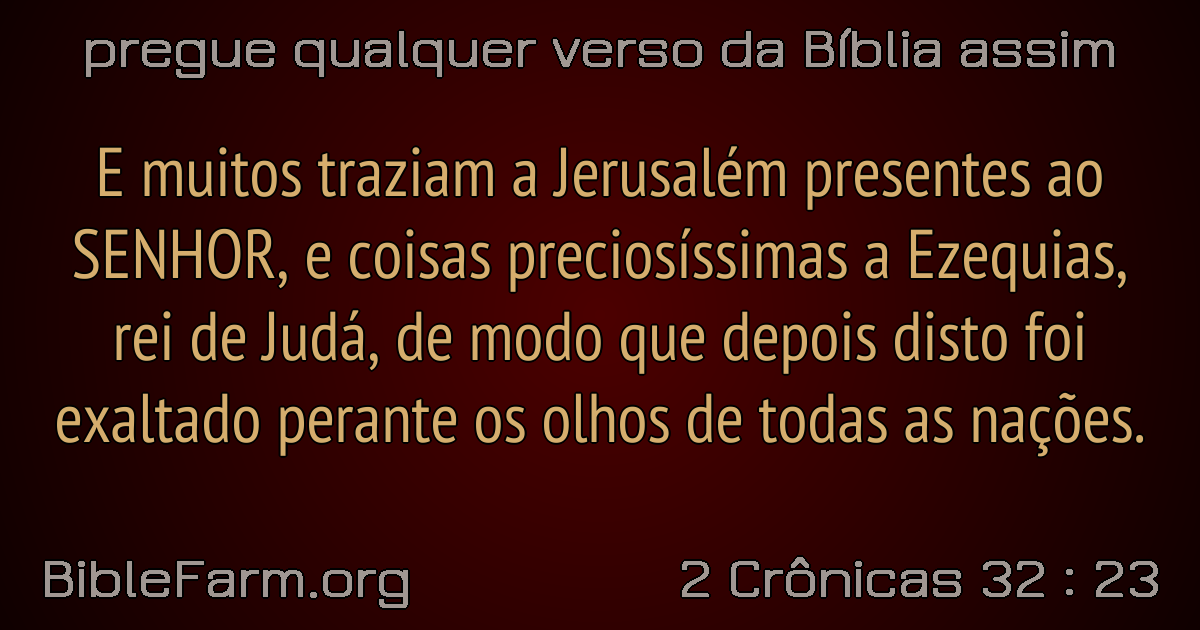 pregue qualquer verso da Bíblia assim
E muitos traziam a Jerusalém presentes ao
SENHOR, e coisas preciosíssimas a Ezequias,
rei de Judá, de modo que depois disto foi
exaltado perante os olhos de todas as nações.
BibleFarm.org
2 Crônicas 32 : 23